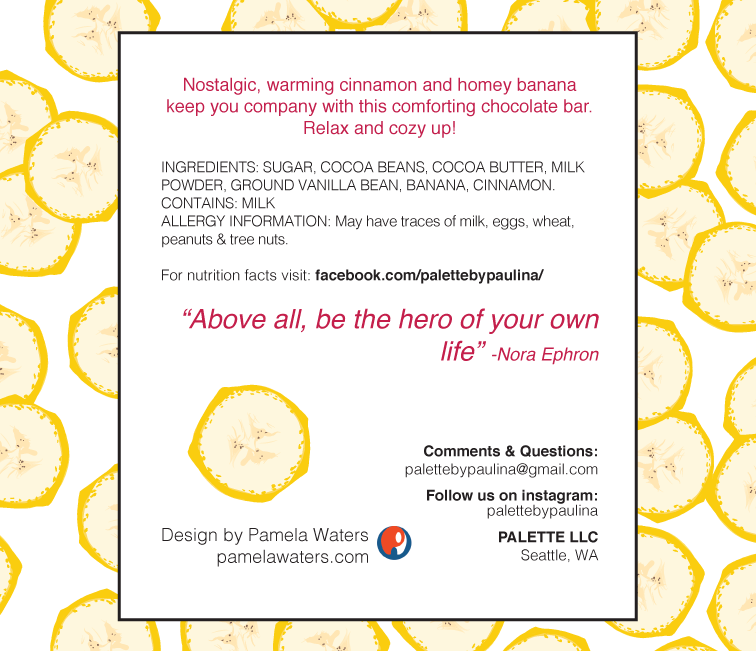 Nostalgic, warming cinnamon and homey banana
keep you company with this comforting chocolate bar.
Relax and cozy up!
INGREDIENTS: SUGAR, COCOA BEANS, COCOA BUTTER, MILK
POWDER, GROUND VANILLA BEAN, BANANA, CINNAMON.
CONTAINS: MILK
ALLERGY INFORMATION: May have traces of milk, eggs, wheat,
peanuts & tree nuts.
For nutrition facts visit: facebook.com/palettebypaulina/
“Above all, be the hero of your own
life” -Nora Ephron
Comments & Questions:
palettebypaulina@gmail.com
Follow us on instagram:
palettebypaulina
Design by Pamela Waters
pamelawaters.com
PALETTE LLC
Seattle, WA